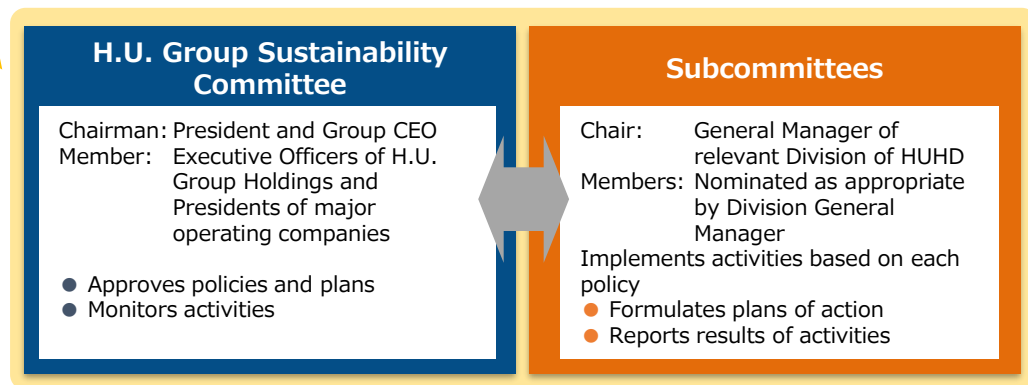 H.U. Group Sustainability
Committee
Chairman: President and Group CEO
Member: Executive Officers of H.U.
Group Holdings and
Presidents of major
operating companies
● Approves policies and plans
● Monitors activities
Subcommittees
Chair: General Manager of
relevant Division of HUHD
Members: Nominated as appropriate
by Division General
Manager
Implements activities based on each
policy
● Formulates plans of action
● Reports results of activities